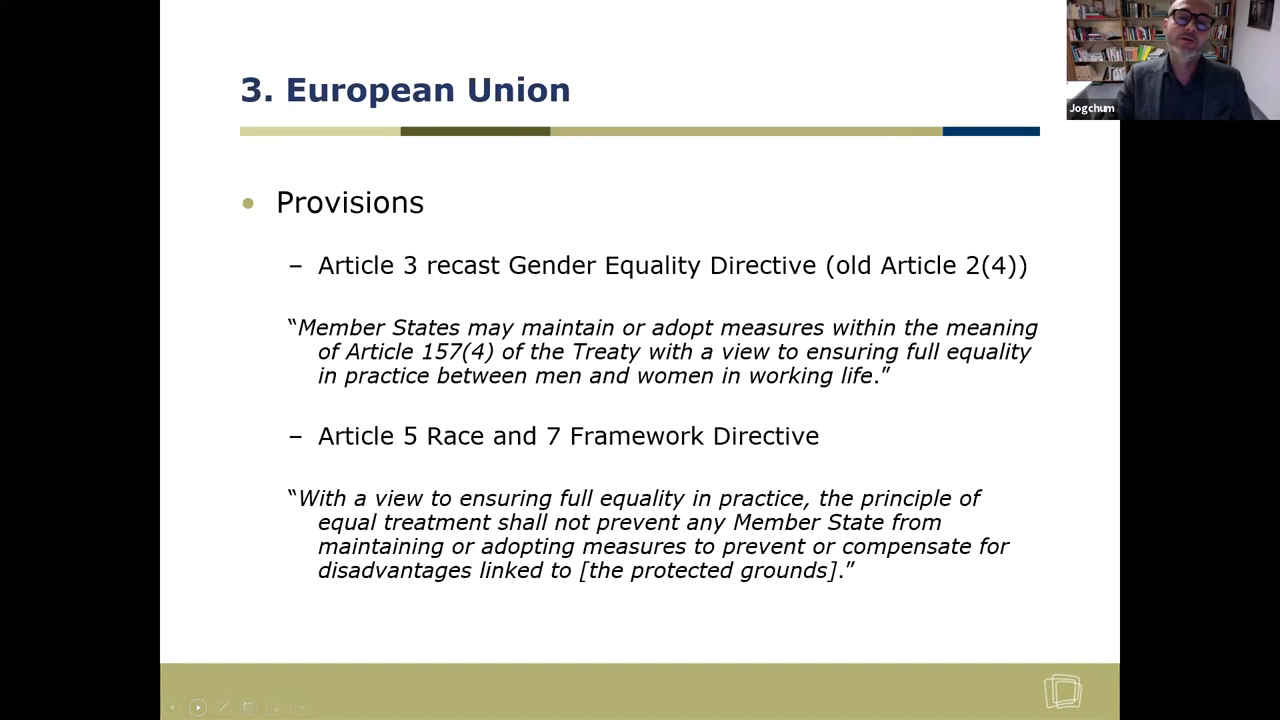 3. European Union
Jogchum
• Provisions
– Article 3 recast Gender Equality Directive (old Article 2(4))
“Member States may maintain or adopt measures within the meaning
of Article 157(4) of the Treaty with a view to ensuring full equality
in practice between men and women in working life.”
– Article 5 Race and 7 Framework Directive
“With a view to ensuring full equality in practice, the principle of
equal treatment shall not prevent any Member State from
maintaining or adopting measures to prevent or compensate for
disadvantages linked to [the protected grounds].”